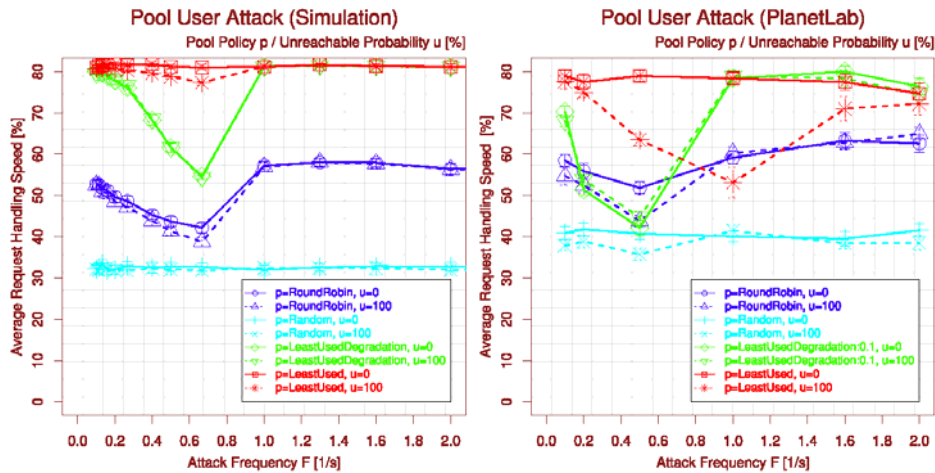 Pool User Attack (Simulation)
Pool Policy p / Unreachable Probability u [%]
Average Request Handling Speed [%]
80
70
60
50
40
30
20
10
0
p=RoundRobin, u=0
p=RoundRobin, u=100
p=Random, u=0
p=Random, u=100
p=LeastUsedDegradation, u=0
p=LeastUsedDegradation, u=100
p=LeastUsed, u=0
p=LeastUsed, u=100
0.0 0.2 0.4 0.6 0.8 1.0 1.2 1.4 1.6 1.8 2.0
Attack Frequency F [1/s]
Pool User Attack (PlanetLab)
Pool Policy p / Unreachable Probability u [%]
Average Request Handling Speed [%]
80
70
60
50
40
30
20
10
0
p=RoundRobin, u=0
p=RoundRobin, u=100
p=Random, u=0
p=Random, u=100
p=LeastUsedDegradation:0.1, u=0
p=LeastUsedDegradation:0.1, u=100
p=LeastUsed, u=0
p=LeastUsed, u=100
0.0 0.2 0.4 0.6 0.8 1.0 1.2 1.4 1.6 1.8 2.0
Attack Frequency F [1/s]